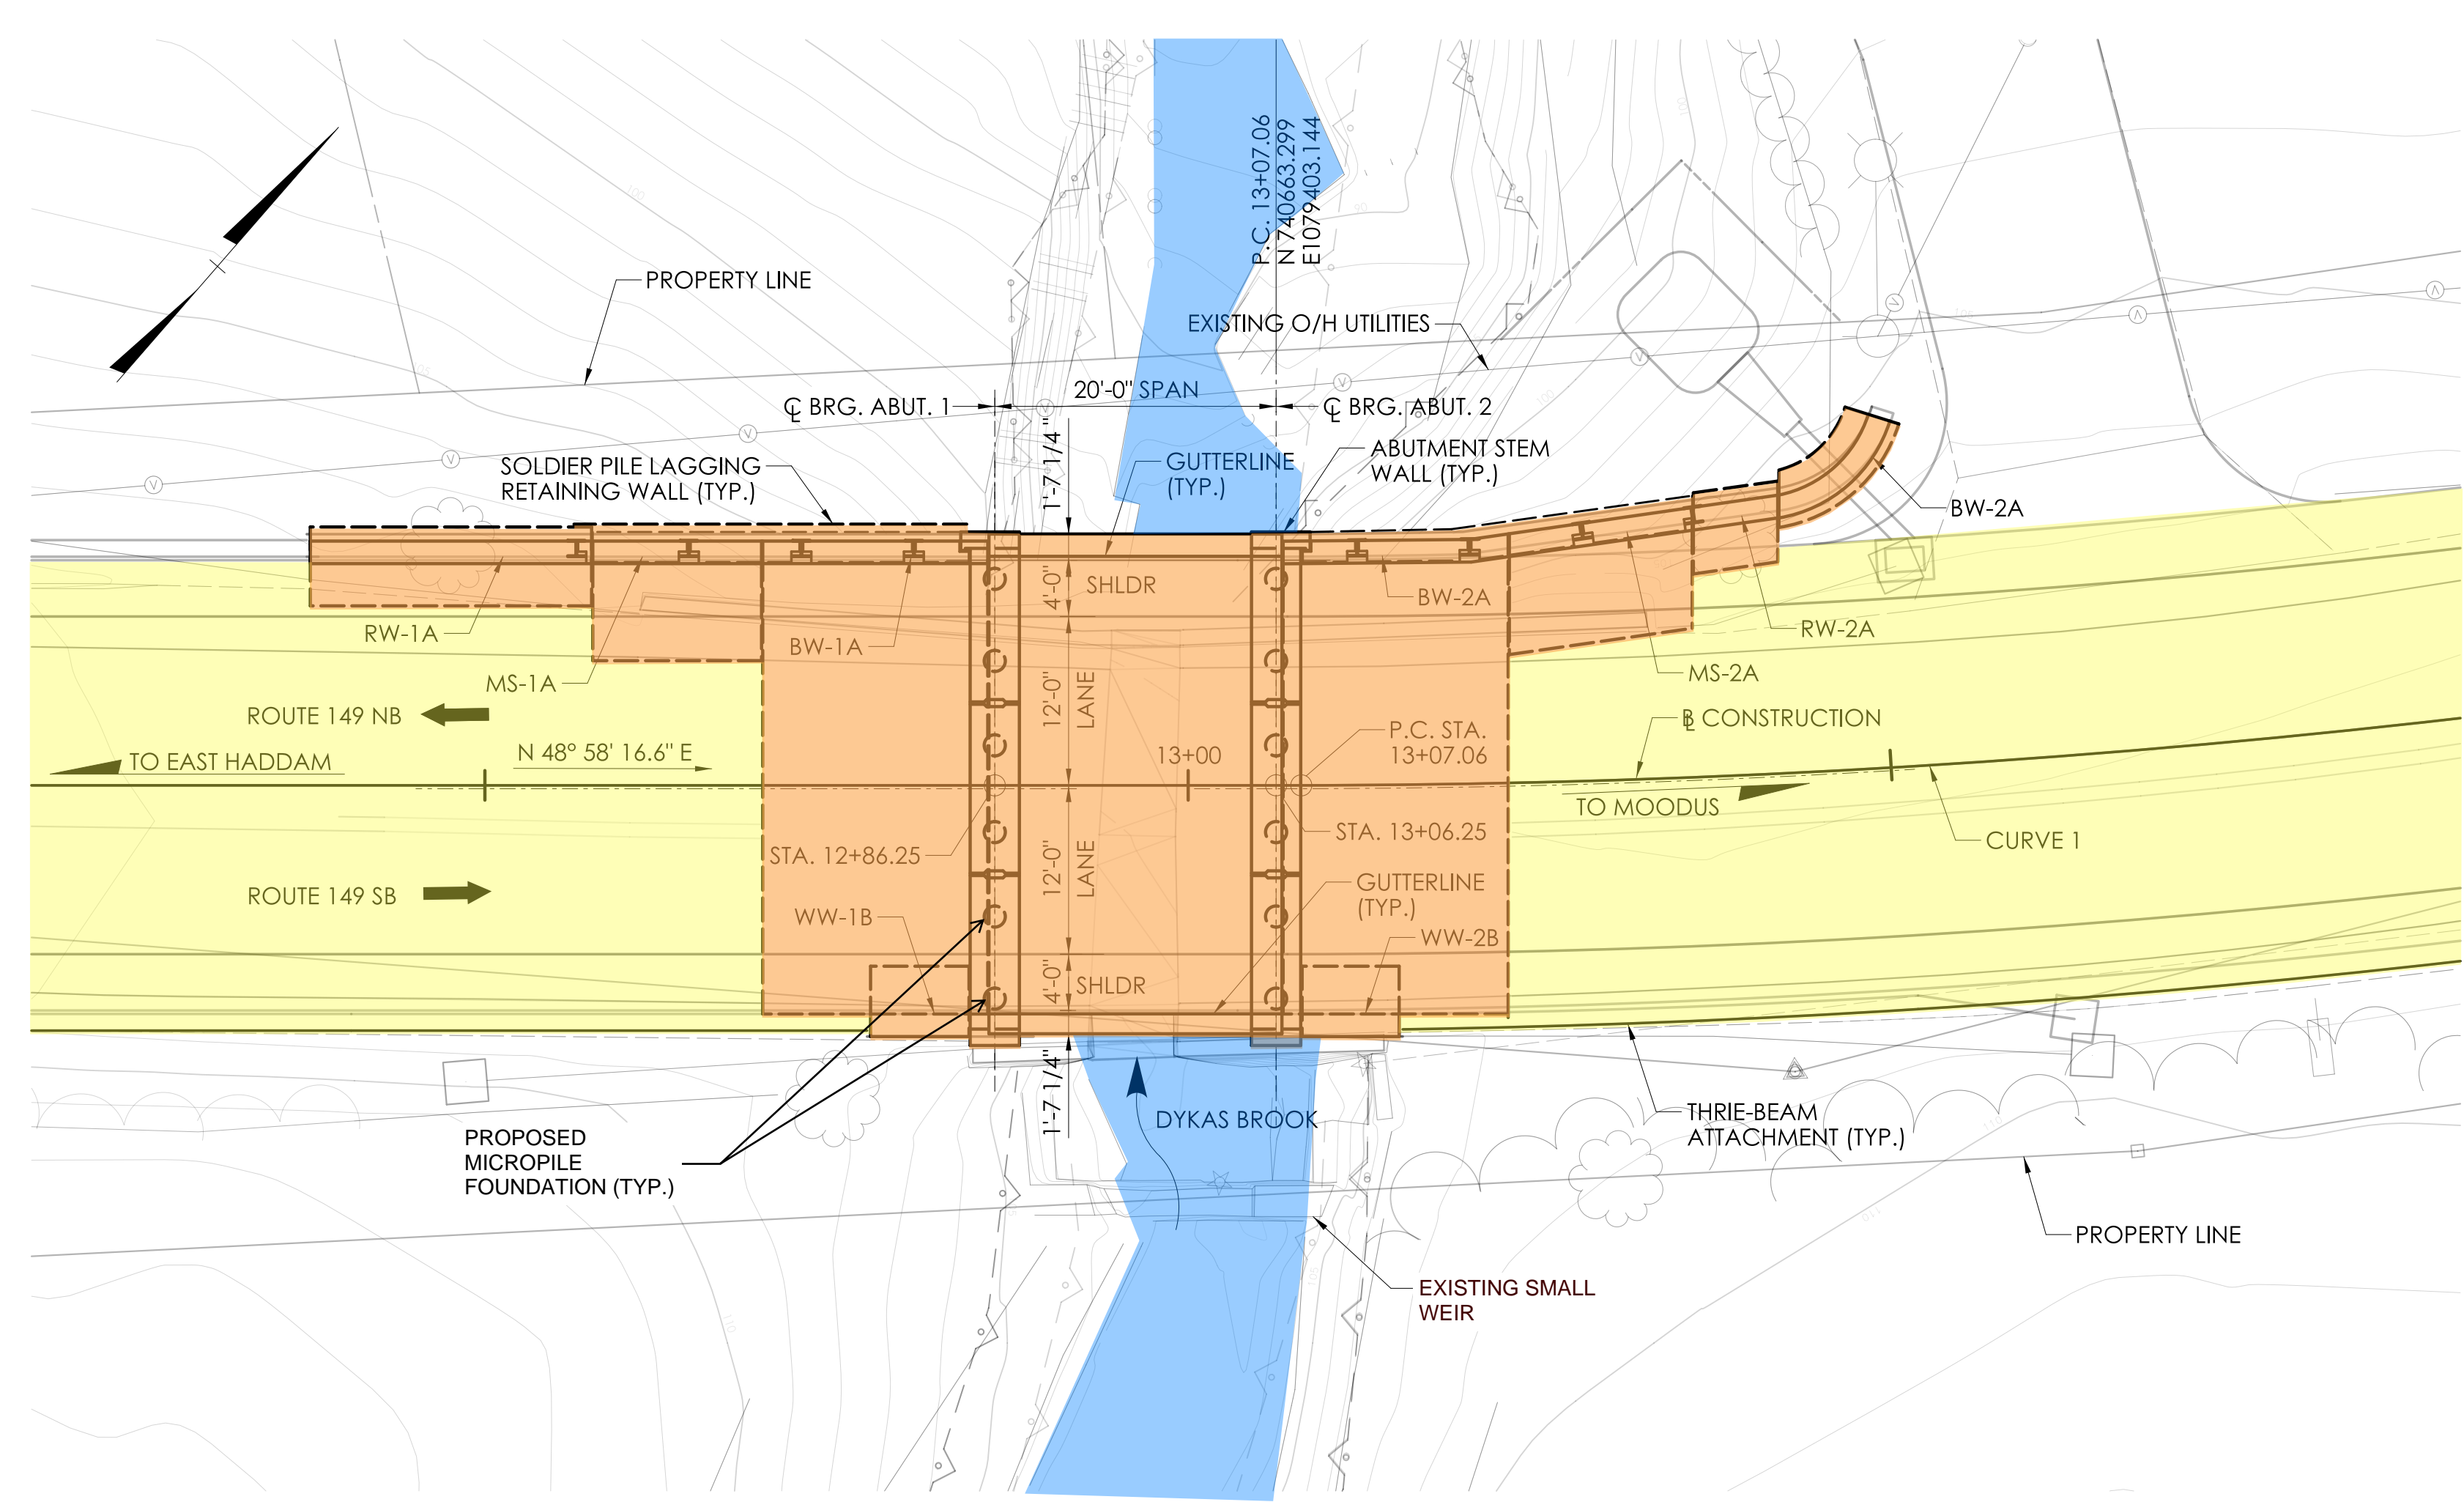 P.C. 13+07.06
N 740663.299
E1079403.144
PROPERTY LINE
EXISTING O/H UTILITIES
20'-0" SPAN
℄ BRG. ABUT. 1
℄ BRG. ABUT. 2
1'-7 1/4"
SOLDIER PILE LAGGING
RETAINING WALL (TYP.)
GUTTERLINE
(TYP.)
ABUTMENT STEM
WALL (TYP.)
BW-2A
4'-0"
SHLDR
BW-2A
RW-1A
BW-1A
RW-2A
MS-1A
MS-2A
12'-0"
LANE
ROUTE 149 NB
N 48° 58' 16.6" E
TO EAST HADDAM
13+00
P.C. STA.
13+07.06
B CONSTRUCTION
TO MOODUS
STA. 12+86.25
STA. 13+06.25
CURVE 1
12'-0"
LANE
ROUTE 149 SB
GUTTERLINE
(TYP.)
WW-1B
WW-2B
4'-0"
SHLDR
1'-7 1/4"
DYKAS BROOK
THRIE-BEAM
ATTACHMENT (TYP.)
PROPOSED
MICROPILE
FOUNDATION (TYP.)
PROPERTY LINE
EXISTING SMALL
WEIR
100
100
110
110
110
105